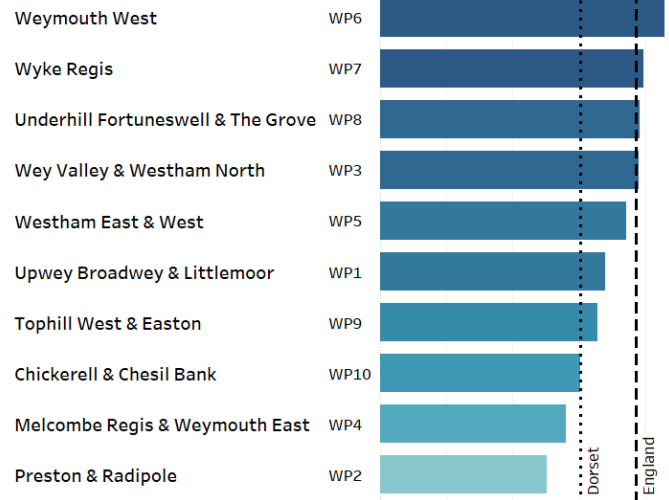 Weymouth West WP6
Wyke Regis WP7
Underhill Fortuneswell & The Grove WP8
Wey Valley & Westham North WP3
Westham East & West WP5
Upwey Broadwey & Littlemoor WP1
Tophill West & Easton WP9
Chickerell & Chesil Bank WP10
Melcombe Regis & Weymouth East WP4
Preston & Radipole WP2
Dorset
England